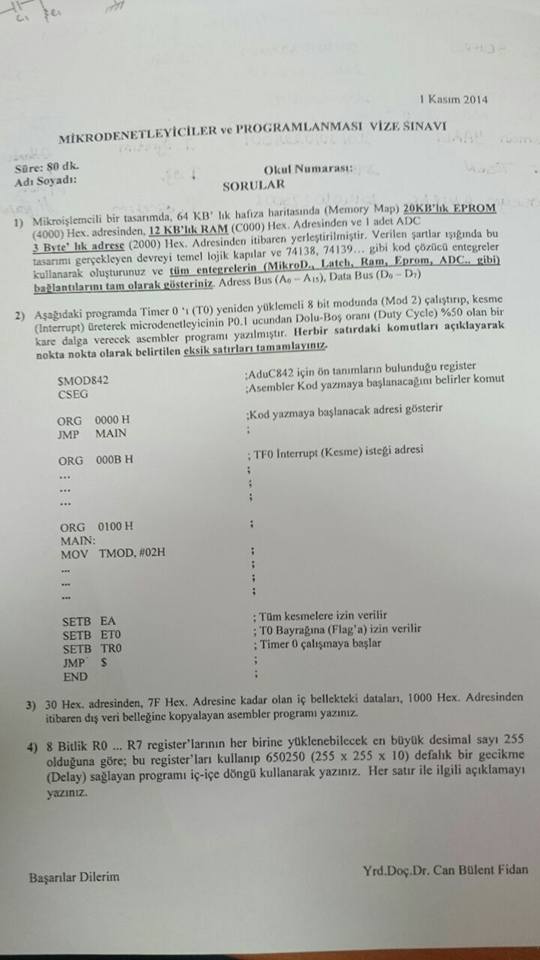 1 Kasım 2014
MİKRODENETLEYİCİLER ve PROGRAMLANMASI VİZE SINAVI
Süre: 80 dk.
Adı Soyadı:
Okul Numarası:
SORULAR
1) Mikroişlemcili bir tasarımda, 64 KB' lık hafıza haritasında (Memory Map) 20KB'lık EPROM
(4000) Hex. adresinden, 12 KB'lık RAM (C000) Hex. Adresinden ve 1 adet ADC
3 Byte' lık adrese (2000) Hex. Adresinden itibaren yerleştirilmiştir. Verilen şartlar ışığında bu
tasarımı gerçekleyen devreyi temel lojik kapılar ve 74138, 74139… gibi kod çözücü entegreler
kullanarak oluşturunuz ve tüm entegrelerin (MikroD., Latch, Ram, Eprom, ADC.. gibi)
bağlantılarını tam olarak gösteriniz. Adress Bus (A0 – A15), Data Bus (D0 – D7)
2) Aşağıdaki programda Timer 0 'ı (T0) yeniden yüklemeli 8 bit modunda (Mod 2) çalıştırıp, kesme
(Interrupt) üreterek microdenetleyicinin P0.1 ucundan Dolu-Boş oranı (Duty Cycle) %50 olan bir
kare dalga verecek asembler programı yazılmıştır. Herbir satırdaki komutları açıklayarak
nokta nokta olarak belirtilen eksik satırları tamamlayınız.
$MOD842 ;AduC842 için ön tanımların bulunduğu register
CSEG ;Asembler Kod yazmaya başlanacağını belirler komut
ORG 0000 H ;Kod yazmaya başlanacak adresi gösterir
JMP MAIN ;
ORG 000B H ; TF0 İnterrupt (Kesme) isteği adresi
... ;
... ;
... ;
ORG 0100 H ;
MAIN:
MOV TMOD, #02H ;
... ;
... ;
... ;
SETB EA ; Tüm kesmelere izin verilir
SETB ET0 ; T0 Bayrağına (Flag'a) izin verilir
SETB TR0 ; Timer 0 çalışmaya başlar
JMP $ ;
END ;
3) 30 Hex. adresinden, 7F Hex. Adresine kadar olan iç bellekteki dataları, 1000 Hex. Adresinden
itibaren dış veri belleğine kopyalayan asembler programı yazınız.
4) 8 Bitlik R0 ... R7 register'larının her birine yüklenebilecek en büyük desimal sayı 255
olduğuna göre; bu register'ları kullanıp 650250 (255 x 255 x 10) defalık bir gecikme
(Delay) sağlayan programı iç-içe döngü kullanarak yazınız. Her satır ile ilgili açıklamayı
yazınız.
Başarılar Dilerim
Yrd.Doç.Dr. Can Bülent Fidan